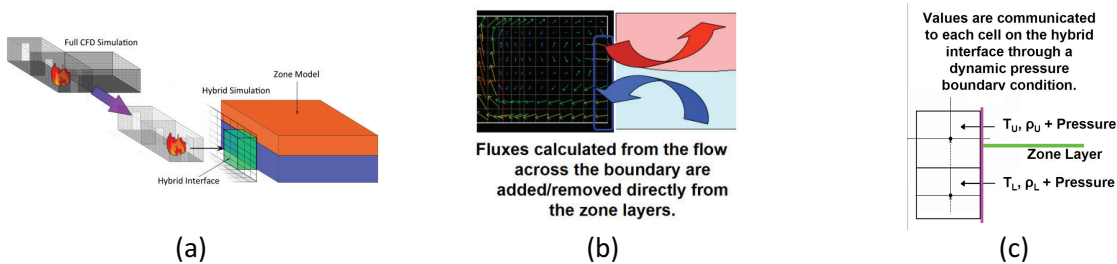 Full CFD Simulation
Zone Model
Hybrid Simulation
Hybrid Interface
(a)
Fluxes calculated from the flow
across the boundary are
added/removed directly from
the zone layers.
(b)
Values are communicated
to each cell on the hybrid
interface through a
dynamic pressure
boundary condition.
T_U, ρ_U + Pressure
Zone Layer
T_L, ρ_L + Pressure
(c)